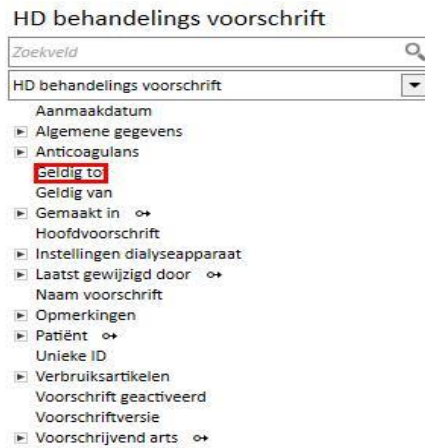 HD behandelings voorschrift
Zoekveld
HD behandelings voorschrift
Aanmaakdatum
Algemene gegevens
Anticoagulans
Geldig tot
Geldig van
Gemaakt in
Hoofdvoorschrift
Instellingen dialyseapparaat
Laatst gewijzigd door
Naam voorschrift
Opmerkingen
Patiënt
Unieke ID
Verbruiksartikelen
Voorschrift geactiveerd
Voorschriftversie
Voorschrijvend arts